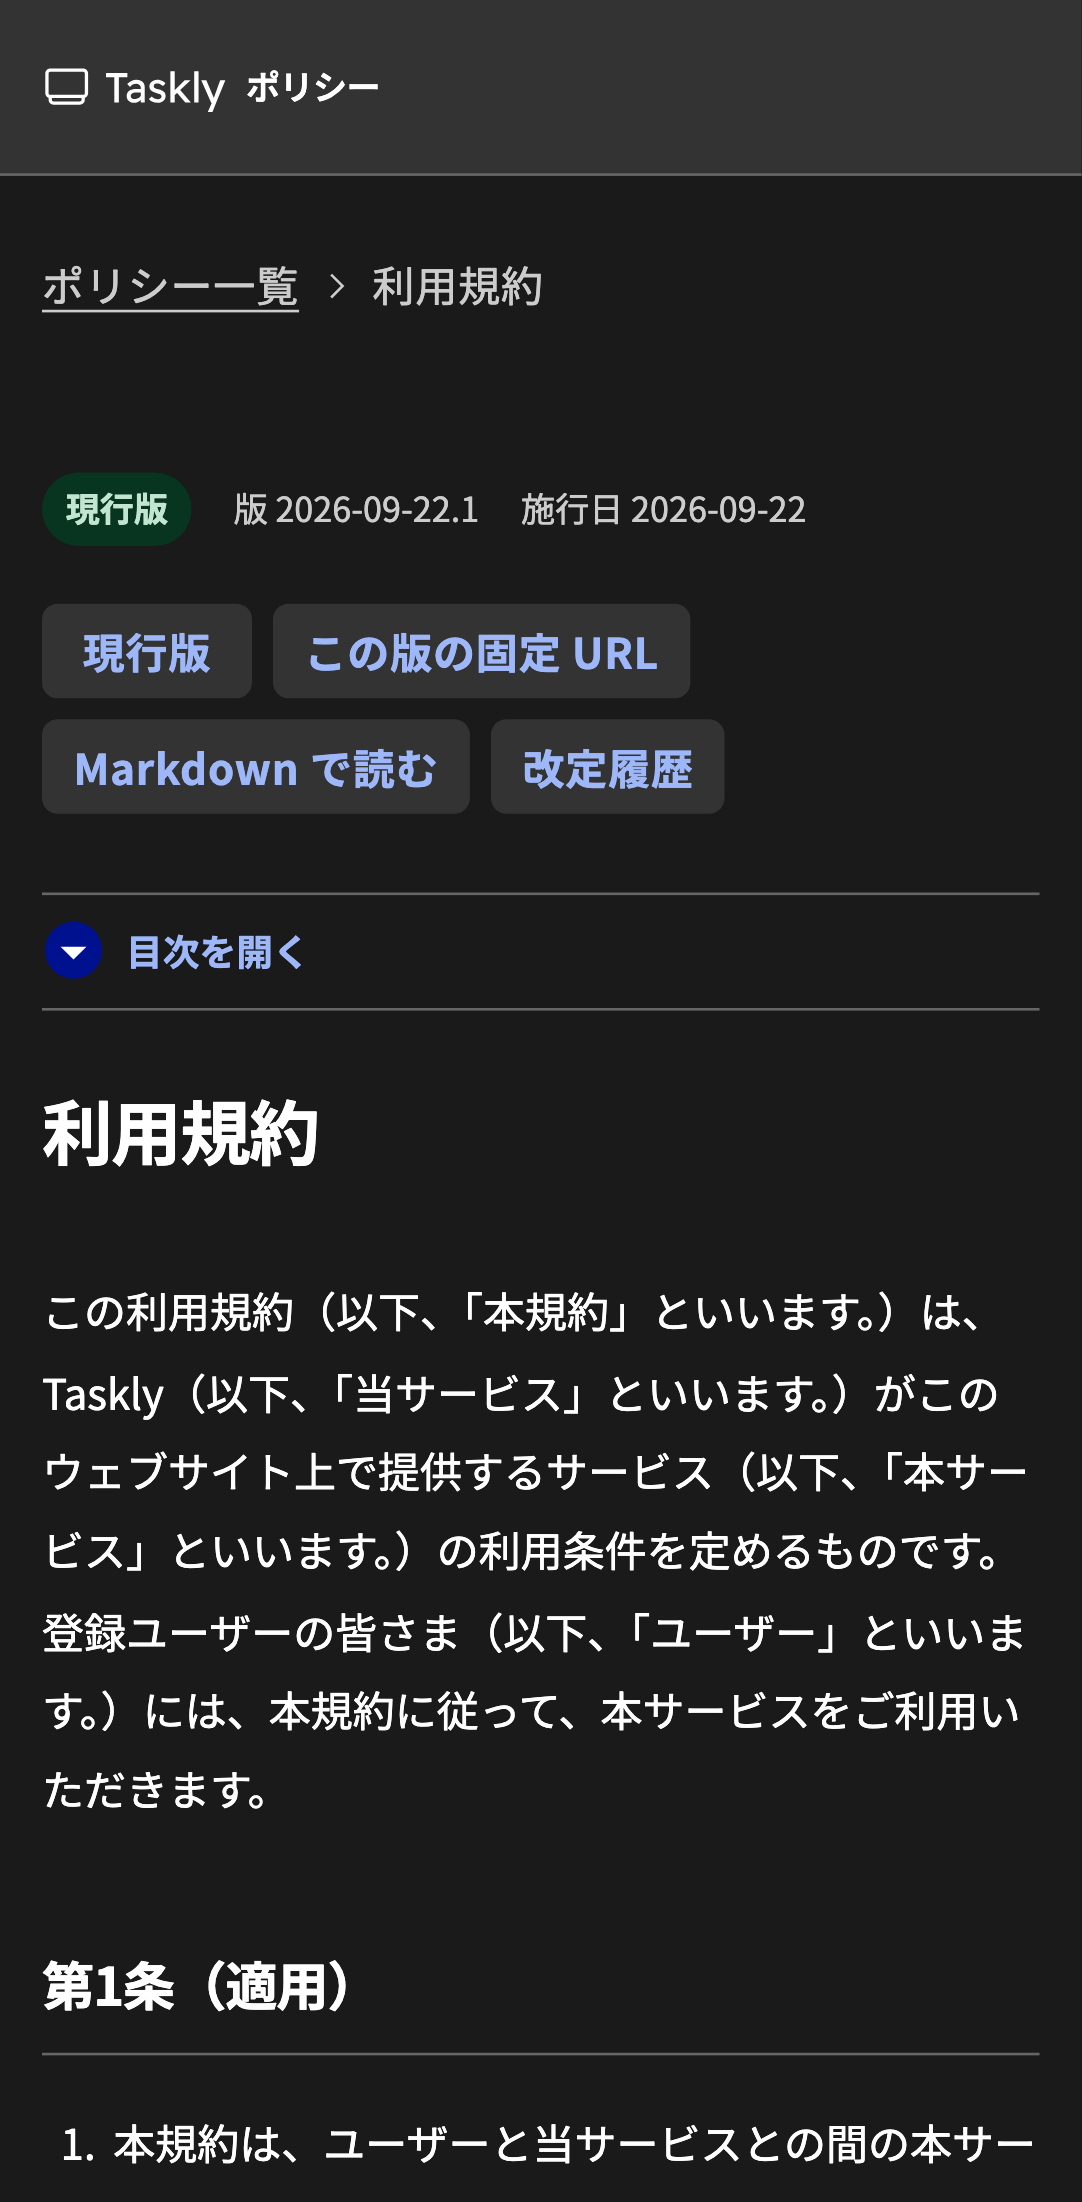 Taskly ポリシー
ポリシー一覧 > 利用規約
現行版 版 2026-09-22.1 施行日 2026-09-22
現行版 この版の固定 URL
Markdown で読む 改定履歴
目次を開く
利用規約
この利用規約（以下、「本規約」といいます。）は、
Taskly（以下、「当サービス」といいます。）がこの
ウェブサイト上で提供するサービス（以下、「本サー
ビス」といいます。）の利用条件を定めるものです。
登録ユーザーの皆さま（以下、「ユーザー」といいま
す。）には、本規約に従って、本サービスをご利用い
ただきます。
第1条（適用）
1. 本規約は、ユーザーと当サービスとの間の本サー